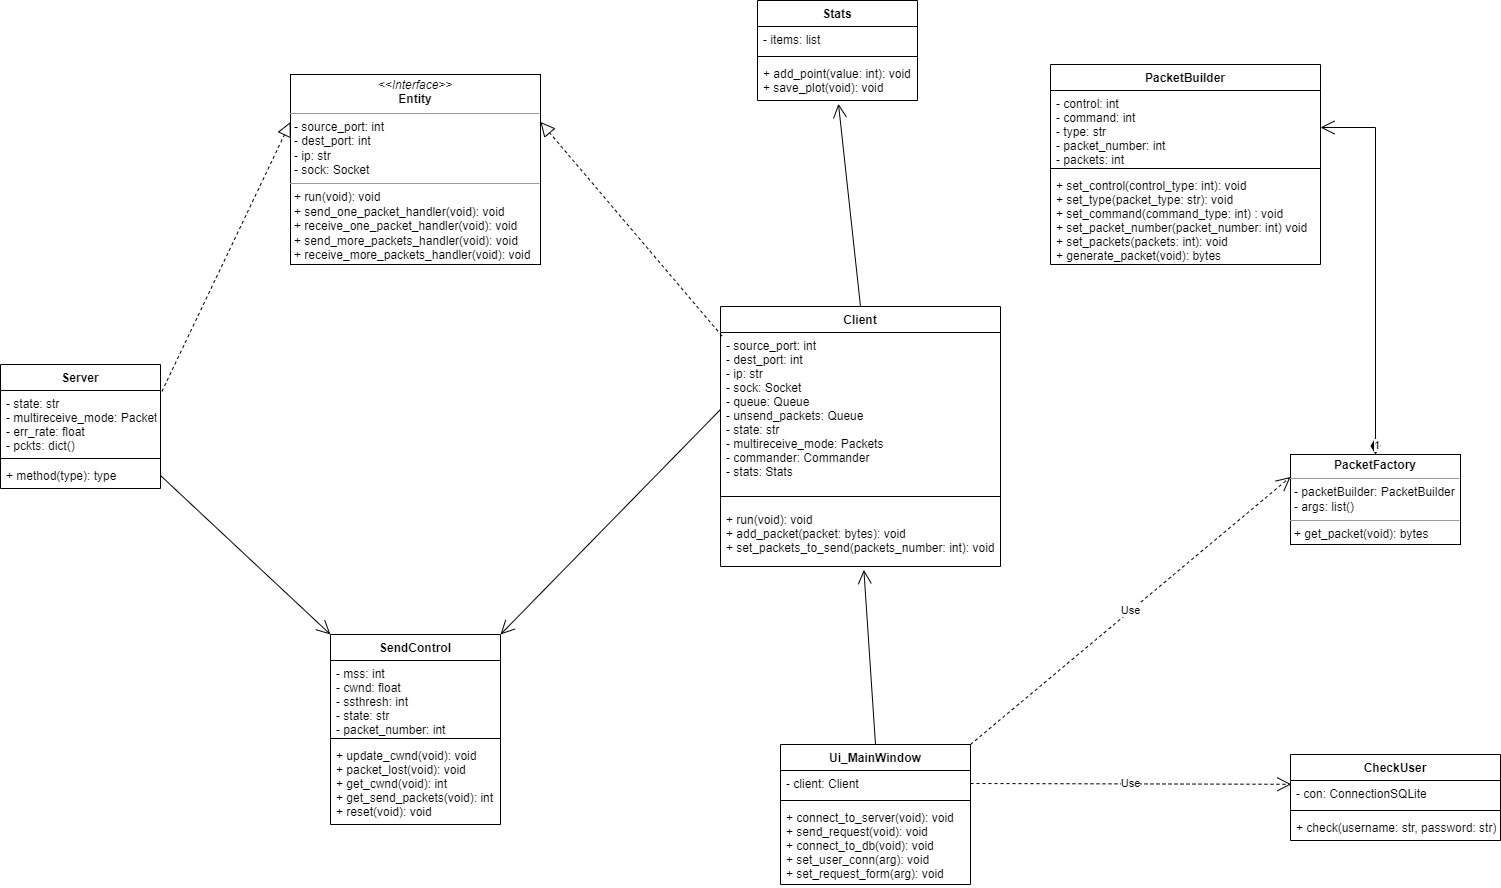 Stats
- items: list
+ add_point(value: int): void
+ save_plot(void): void
<<Interface>>
Entity
- source_port: int
- dest_port: int
- ip: str
- sock: Socket
+ run(void): void
+ send_one_packet_handler(void): void
+ receive_one_packet_handler(void): void
+ send_more_packets_handler(void): void
+ receive_more_packets_handler(void): void
PacketBuilder
- control: int
- command: int
- type: str
- packet_number: int
- packets: int
+ set_control(control_type: int): void
+ set_type(packet_type: str): void
+ set_command(command_type: int) : void
+ set_packet_number(packet_number: int) void
+ set_packets(packets: int): void
+ generate_packet(void): bytes
Server
- state: str
- multireceive_mode: Packet
- err_rate: float
- pckts: dict()
+ method(type): type
Client
- source_port: int
- dest_port: int
- ip: str
- sock: Socket
- queue: Queue
- unsend_packets: Queue
- state: str
- multireceive_mode: Packets
- commander: Commander
- stats: Stats
+ run(void): void
+ add_packet(packet: bytes): void
+ set_packets_to_send(packets_number: int): void
1
PacketFactory
- packetBuilder: PacketBuilder
- args: list()
+ get_packet(void): bytes
Use
SendControl
- mss: int
- cwnd: float
- ssthresh: int
- state: str
- packet_number: int
+ update_cwnd(void): void
+ packet_lost(void): void
+ get_cwnd(void): int
+ get_send_packets(void): int
+ reset(void): void
Ui_MainWindow
- client: Client
+ connect_to_server(void): void
+ send_request(void): void
+ connect_to_db(void): void
+ set_user_conn(arg): void
+ set_request_form(arg): void
Use
CheckUser
- con: ConnectionSQLite
+ check(username: str, password: str)